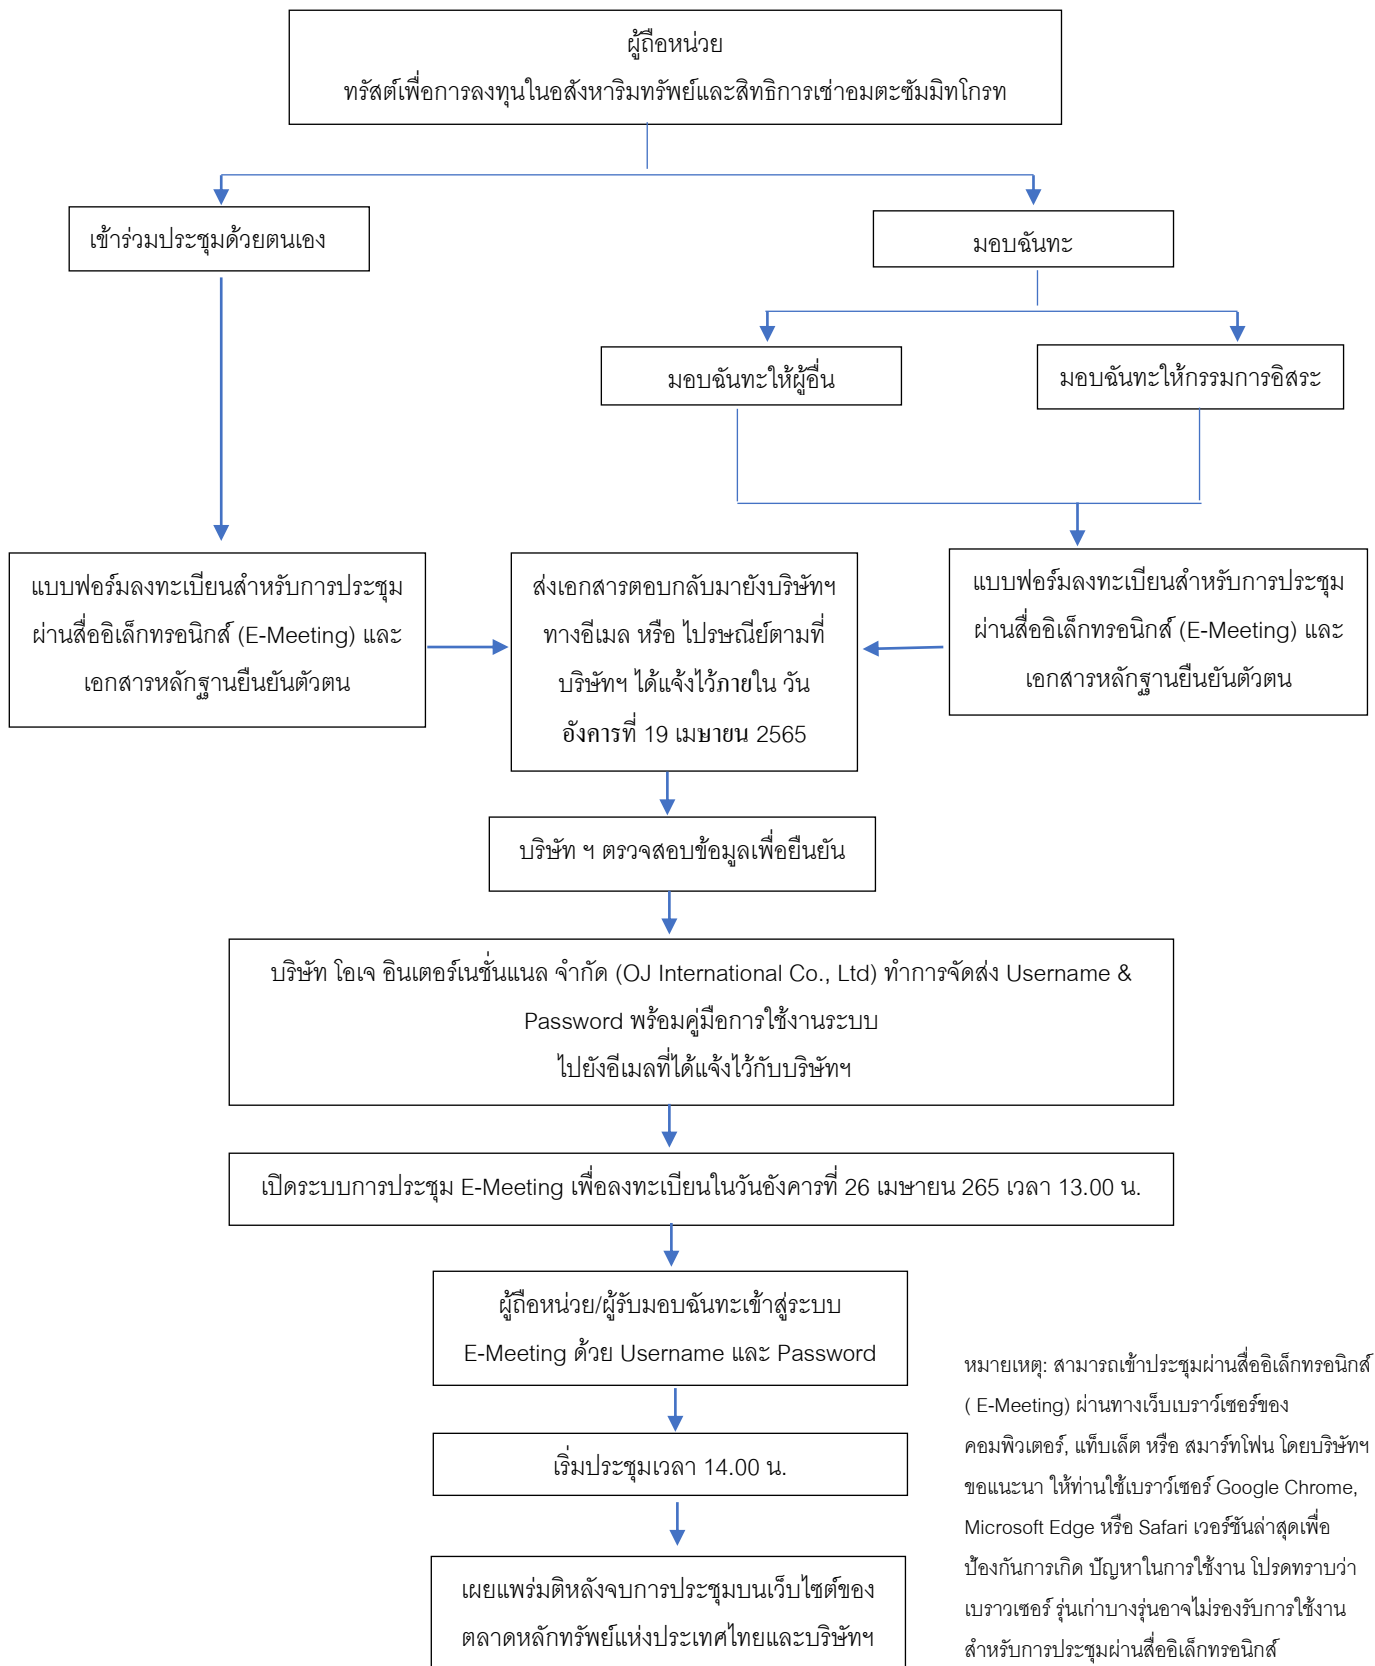 ผู้ถือหน่วย
ทรัสต์เพื่อการลงทุนในอสังหาริมทรัพย์และสิทธิการเช่าอมตะซัมมิทโกรท
เข้าร่วมประชุมด้วยตนเอง
มอบฉันทะ
มอบฉันทะให้ผู้อื่น
มอบฉันทะให้กรรมการอิสระ
แบบฟอร์มลงทะเบียนสำหรับการประชุม
ผ่านสื่ออิเล็กทรอนิกส์ (E-Meeting) และ
เอกสารหลักฐานยืนยันตัวตน
ส่งเอกสารตอบกลับมายังบริษัทฯ
ทางอีเมล หรือ ไปรษณีย์ตามที่
บริษัทฯ ได้แจ้งไว้ภายใน วัน
อังคารที่ 19 เมษายน 2565
แบบฟอร์มลงทะเบียนสำหรับการประชุม
ผ่านสื่ออิเล็กทรอนิกส์ (E-Meeting) และ
เอกสารหลักฐานยืนยันตัวตน
บริษัท ฯ ตรวจสอบข้อมูลเพื่อยืนยัน
บริษัท โอเจ อินเตอร์เนชั่นแนล จำกัด (OJ International Co., Ltd) ทำการจัดส่ง Username &
Password พร้อมคู่มือการใช้งานระบบ
ไปยังอีเมลที่ได้แจ้งไว้กับบริษัทฯ
เปิดระบบการประชุม E-Meeting เพื่อลงทะเบียนในวันอังคารที่ 26 เมษายน 265 เวลา 13.00 น.
ผู้ถือหน่วย/ผู้รับมอบฉันทะเข้าสู่ระบบ
E-Meeting ด้วย Username และ Password
เริ่มประชุมเวลา 14.00 น.
เผยแพร่มติหลังจบการประชุมบนเว็บไซต์ของ
ตลาดหลักทรัพย์แห่งประเทศไทยและบริษัทฯ
หมายเหตุ: สามารถเข้าประชุมผ่านสื่ออิเล็กทรอนิกส์
( E-Meeting) ผ่านทางเว็บเบราว์เซอร์ของ
คอมพิวเตอร์, แท็บเล็ต หรือ สมาร์ทโฟน โดยบริษัทฯ
ขอแนะนา ให้ท่านใช้เบราว์เซอร์ Google Chrome,
Microsoft Edge หรือ Safari เวอร์ชันล่าสุดเพื่อ
ป้องกันการเกิด ปัญหาในการใช้งาน โปรดทราบว่า
เบราวเซอร์ รุ่นเก่าบางรุ่นอาจไม่รองรับการใช้งาน
สำหรับการประชุมผ่านสื่ออิเล็กทรอนิกส์